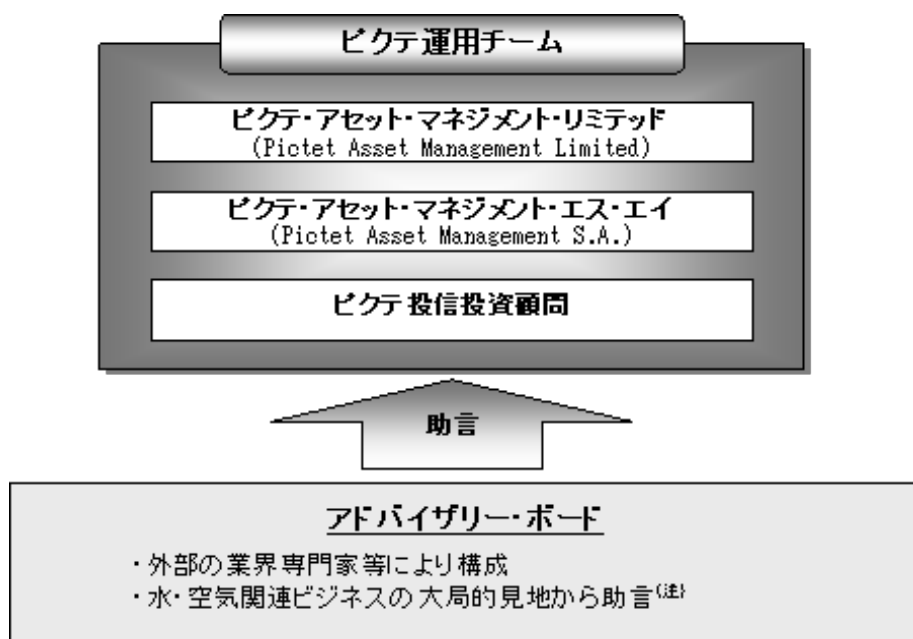 ピクテ運用チーム
ピクテ・アセット・マネジメント・リミテッド
(Pictet Asset Management Limited)
ピクテ・アセット・マネジメント・エス・エイ
(Pictet Asset Management S.A.)
ピクテ投信投資顧問
助言
アドバイザリー・ボード
・外部の業界専門家等により構成
・水・空気関連ビジネスの大局的見地から助言(注)